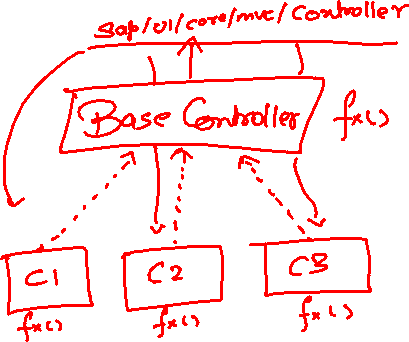 sap/ui/core/mvc/Controller
Base Controller
fx()
C1
C2
C3
fx()
fx()
fx()